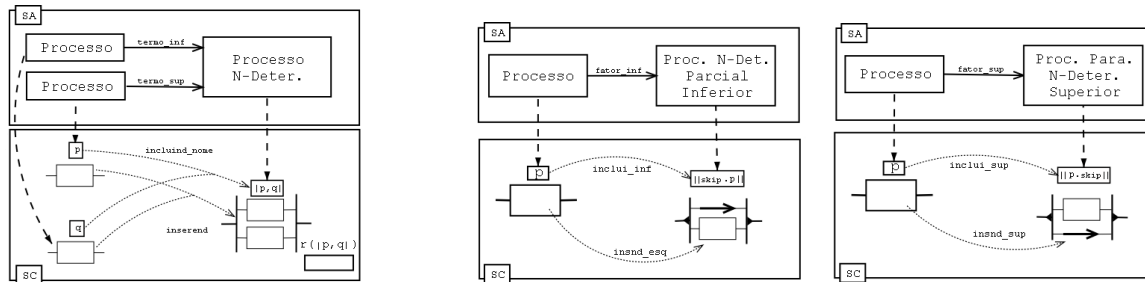 SA
Processo
termo_inf
Processo
N-Deter.
Processo
termo_sup
p
incluind_nome
|p,q|
q
inserend
r(|p,q|)
SC
SA
Processo
fator_inf
Proc. N-Det.
Parcial
Inferior
p
inclui_inf
||skip.p||
insnd_esq
SC
SA
Processo
fator_sup
Proc. Para.
N-Deter.
Superior
p
inclui_sup
||p.skip||
insnd_sup
SC